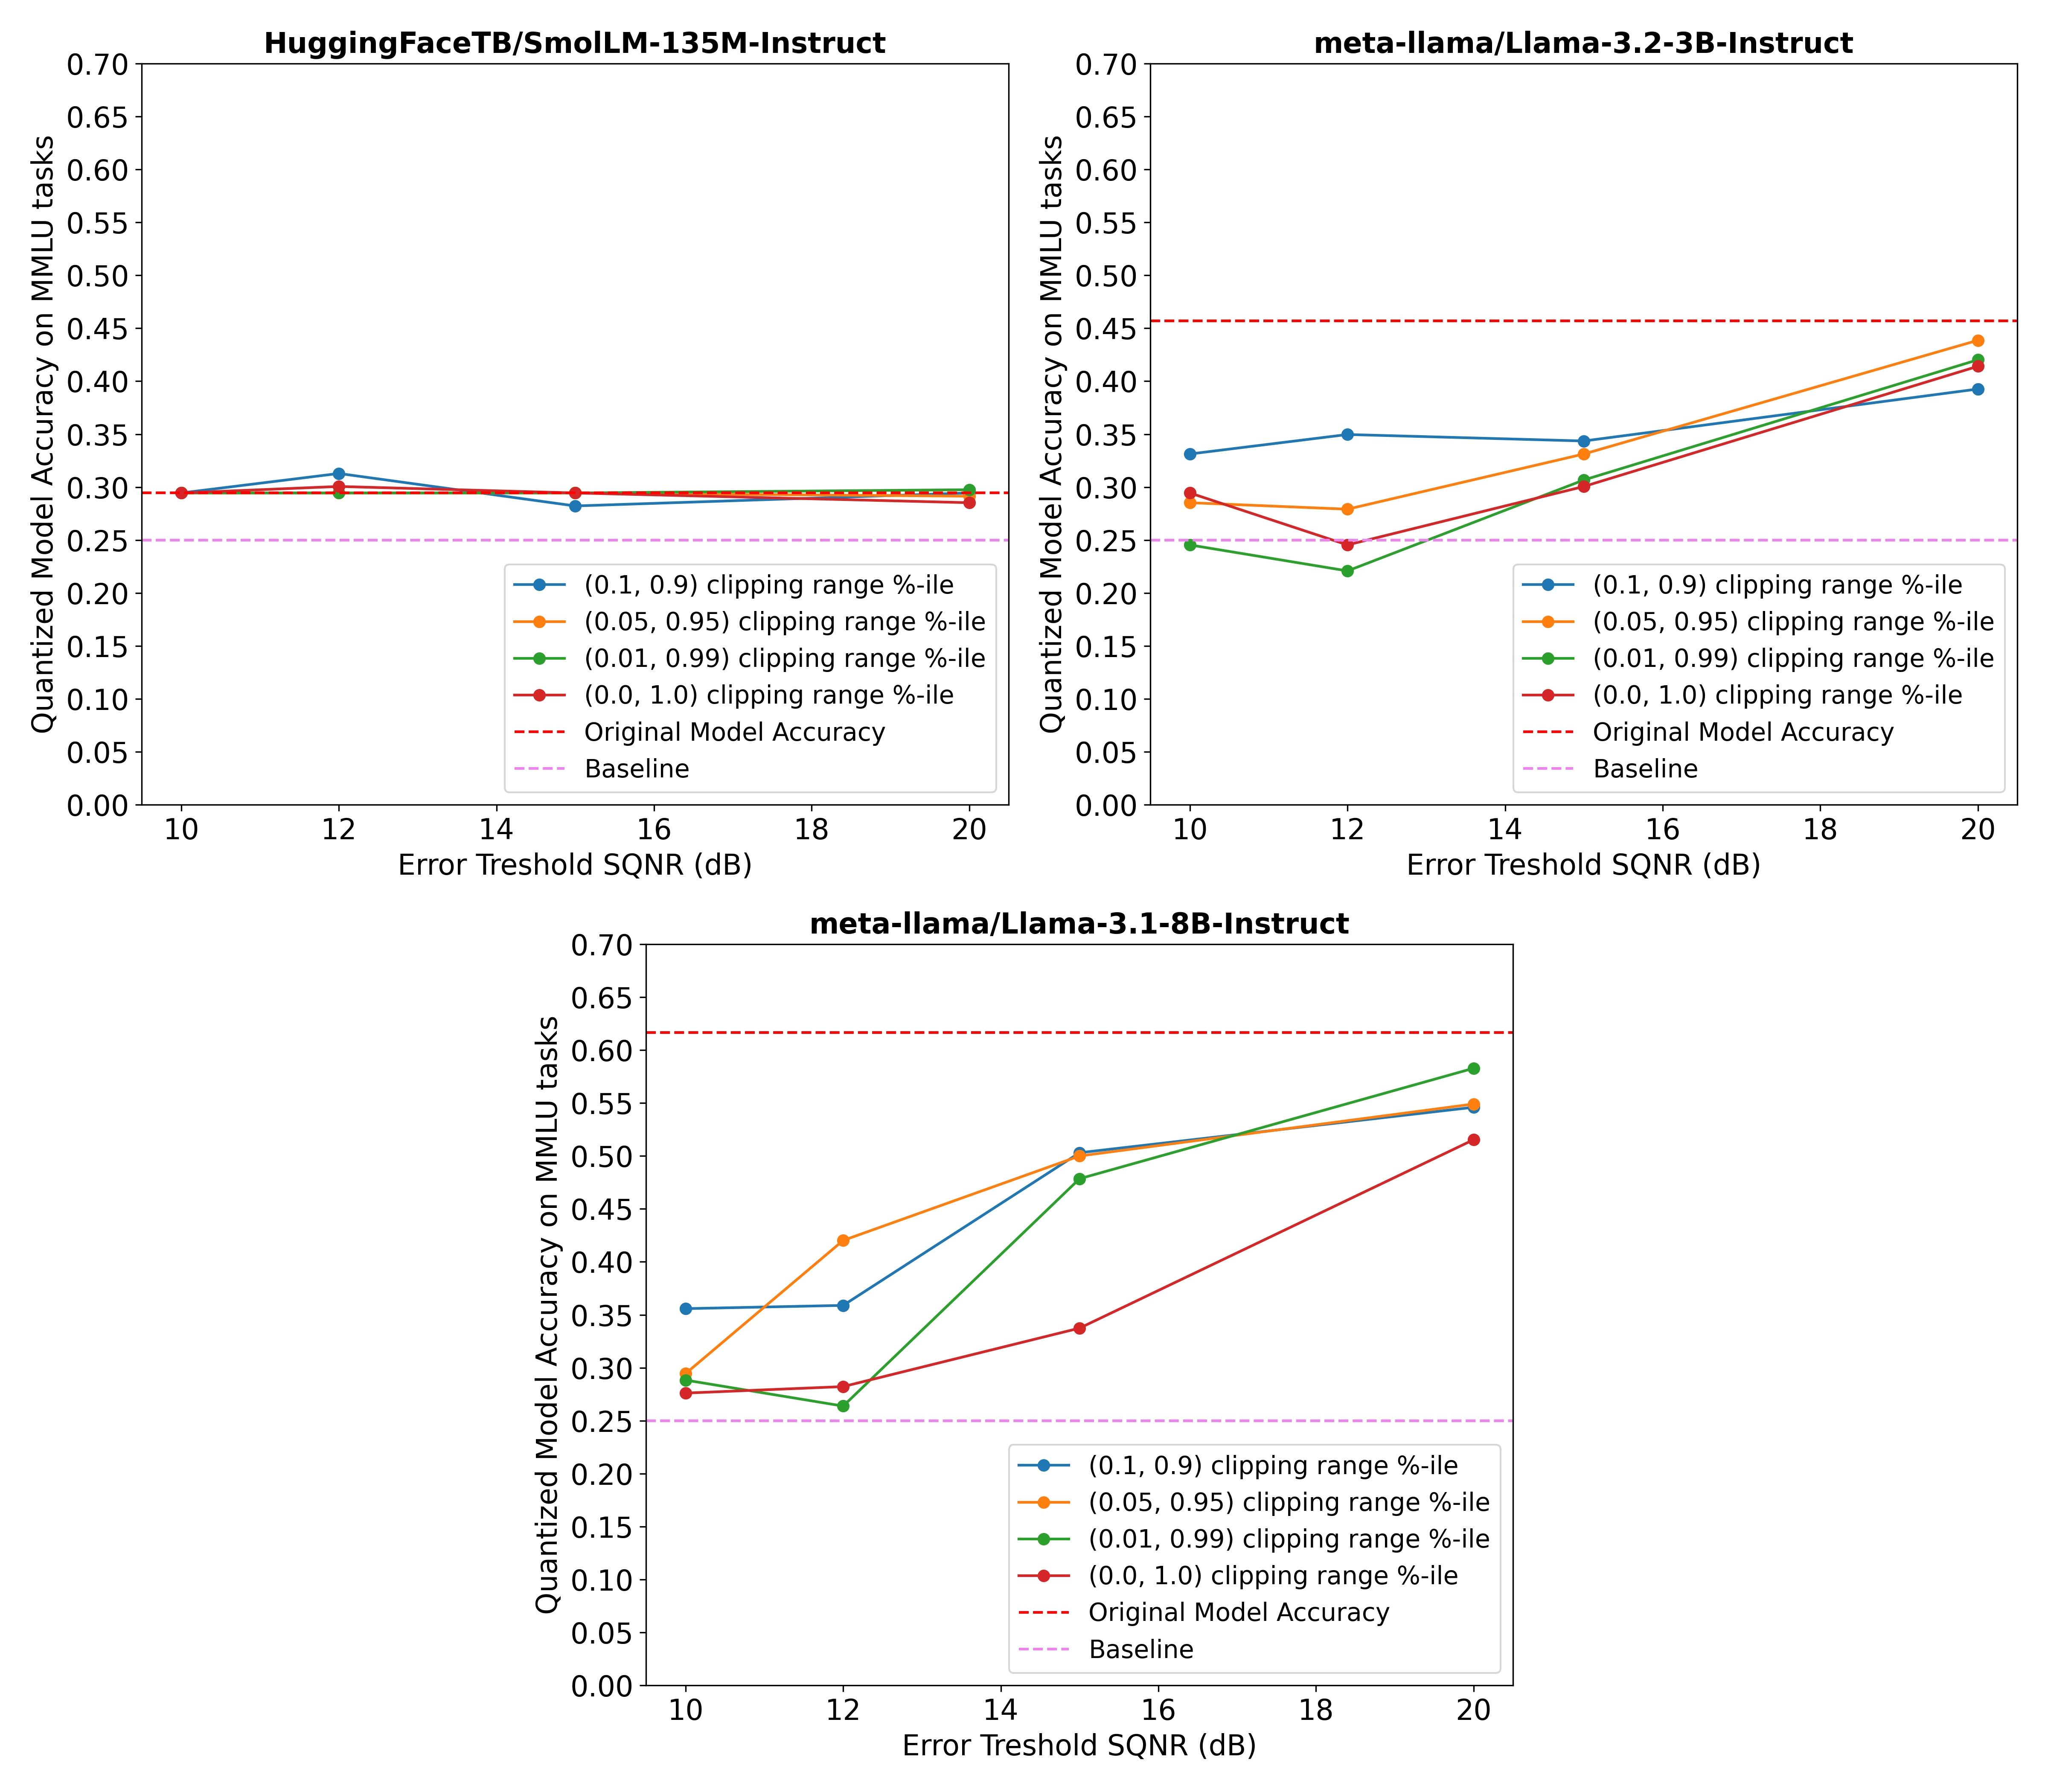 HuggingFaceTB/SmolLM-135M-Instruct
Quantized Model Accuracy on MMLU tasks
0.70
0.65
0.60
0.55
0.50
0.45
0.40
0.35
0.30
0.25
0.20
0.15
0.10
0.05
0.00
(0.1, 0.9) clipping range %-ile
(0.05, 0.95) clipping range %-ile
(0.01, 0.99) clipping range %-ile
(0.0, 1.0) clipping range %-ile
Original Model Accuracy
Baseline
10 12 14 16 18 20
Error Treshold SQNR (dB)
meta-llama/Llama-3.2-3B-Instruct
Quantized Model Accuracy on MMLU tasks
0.70
0.65
0.60
0.55
0.50
0.45
0.40
0.35
0.30
0.25
0.20
0.15
0.10
0.05
0.00
(0.1, 0.9) clipping range %-ile
(0.05, 0.95) clipping range %-ile
(0.01, 0.99) clipping range %-ile
(0.0, 1.0) clipping range %-ile
Original Model Accuracy
Baseline
10 12 14 16 18 20
Error Treshold SQNR (dB)
meta-llama/Llama-3.1-8B-Instruct
Quantized Model Accuracy on MMLU tasks
0.70
0.65
0.60
0.55
0.50
0.45
0.40
0.35
0.30
0.25
0.20
0.15
0.10
0.05
0.00
(0.1, 0.9) clipping range %-ile
(0.05, 0.95) clipping range %-ile
(0.01, 0.99) clipping range %-ile
(0.0, 1.0) clipping range %-ile
Original Model Accuracy
Baseline
10 12 14 16 18 20
Error Treshold SQNR (dB)